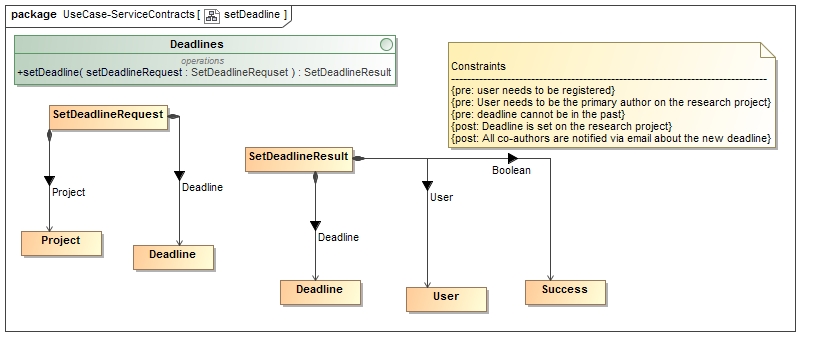 package UseCase-ServiceContracts [ setDeadline ]
Deadlines
operations
+setDeadline( setDeadlineRequest : SetDeadlineRequset ) : SetDeadlineResult
Constraints
----------------------------------------------------------------------
{pre: user needs to be registered}
{pre: User needs to be the primary author on the research project}
{pre: deadline cannot be in the past}
{post: Deadline is set on the research project}
{post: All co-authors are notified via email about the new deadline}
SetDeadlineRequest
SetDeadlineResult
Boolean
Project
Deadline
User
Deadline
Project
Deadline
Deadline
User
Success